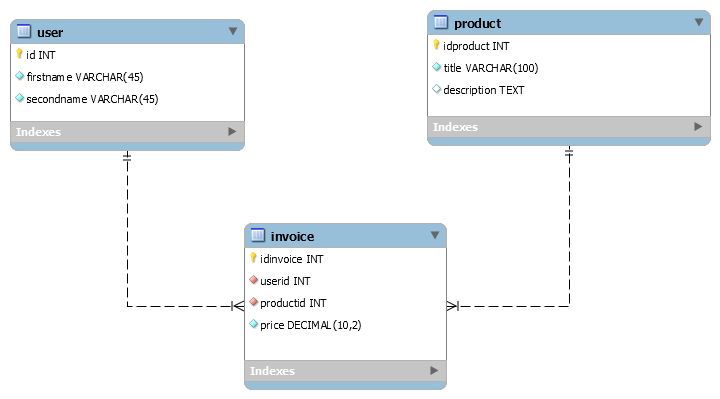 user
id INT
firstname VARCHAR(45)
secondname VARCHAR(45)
Indexes
product
idproduct INT
title VARCHAR(100)
description TEXT
Indexes
invoice
idinvoice INT
userid INT
productid INT
price DECIMAL(10,2)
Indexes